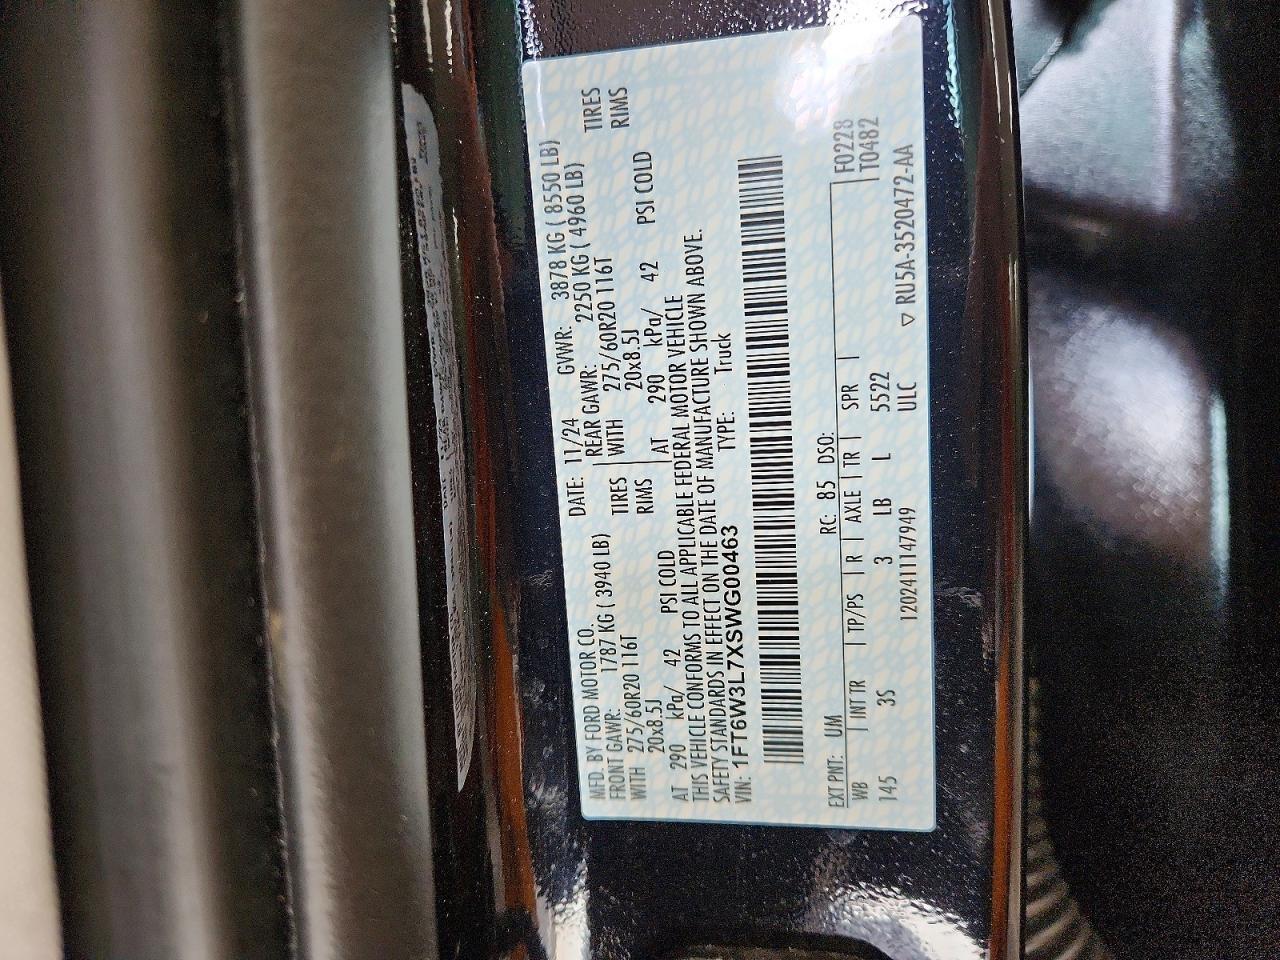 MFD. BY FORD MOTOR CO.
DATE: 11/24 GVWR: 3878 KG ( 8550 LB)
FRONT GAWR: 1787 KG ( 3940 LB) REAR GAWR: 2250 KG ( 4960 LB)
WITH 275/60R20 116T TIRES WITH 275/60R20 116T TIRES
20x8.5J RIMS 20x8.5J RIMS
AT 290 kPa/ 42 PSI COLD AT 290 kPa/ 42 PSI COLD
THIS VEHICLE CONFORMS TO ALL APPLICABLE FEDERAL MOTOR VEHICLE
SAFETY STANDARDS IN EFFECT ON THE DATE OF MANUFACTURE SHOWN ABOVE.
VIN: 1FT6W3L7XSWG00463 TYPE: Truck
F0228
EXT PNT: UM RC: 85 DSO: T0482
WB | INT TR | TP/PS | R | AXLE | TR | SPR |
145 3S 3 LB L 5522
12024111147949 ULC ▽ RU5A-3520472-AA